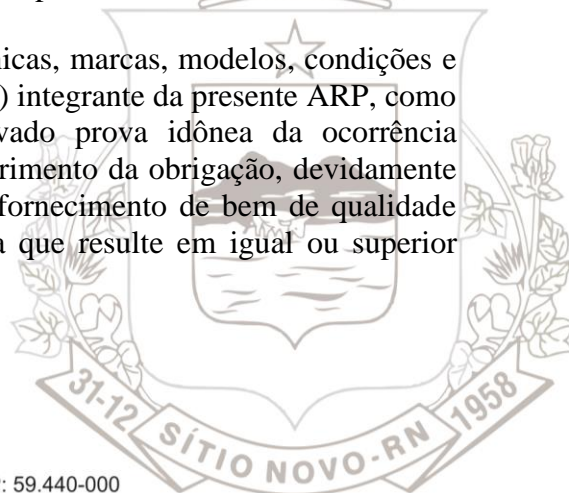 nicas, marcas, modelos, condições e
) integrante da presente ARP, como
vado prova idônea da ocorrência
rimento da obrigação, devidamente
fornecimento de bem de qualidade
a que resulte em igual ou superior
31-12 SÍTIO NOVO-RN 1958
: 59.440-000